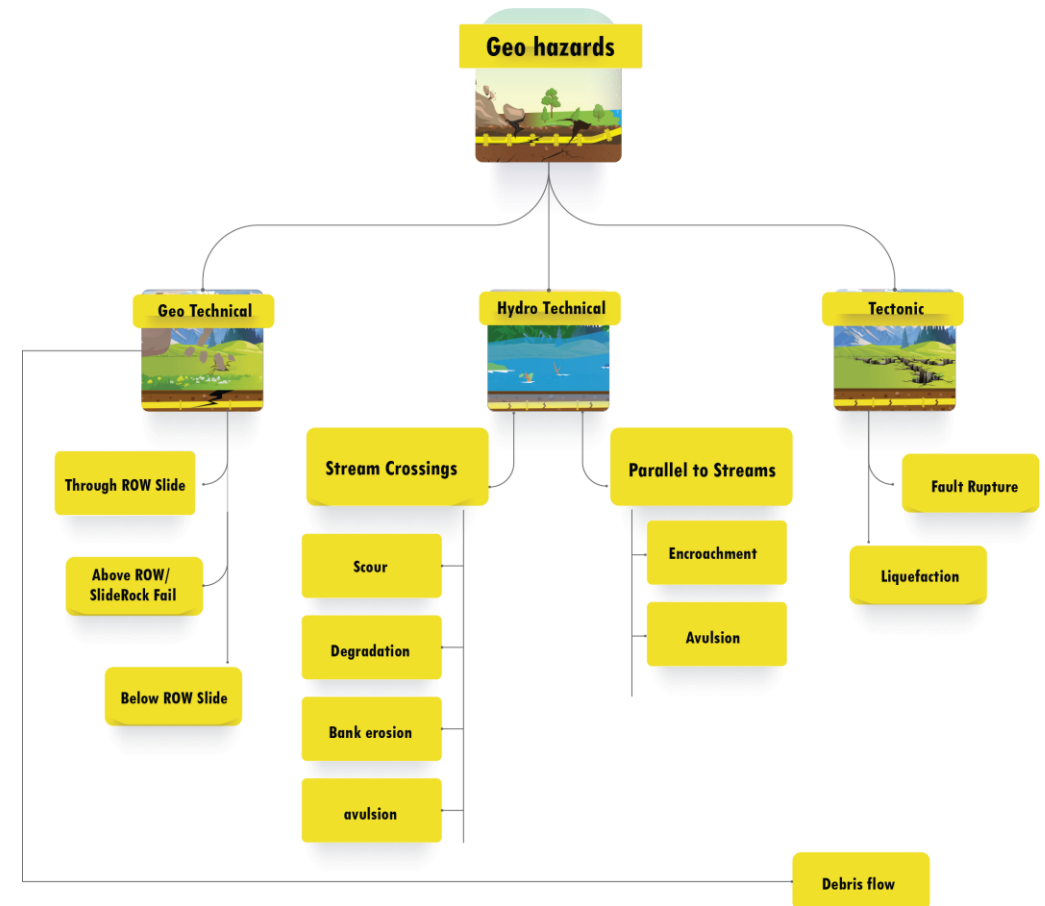 Geo hazards
Geo Technical
Hydro Technical
Tectonic
Through ROW Slide
Above ROW/
SlideRock Fail
Below ROW Slide
Stream Crossings
Scour
Degradation
Bank erosion
avulsion
Parallel to Streams
Encroachment
Avulsion
Fault Rupture
Liquefaction
Debris flow